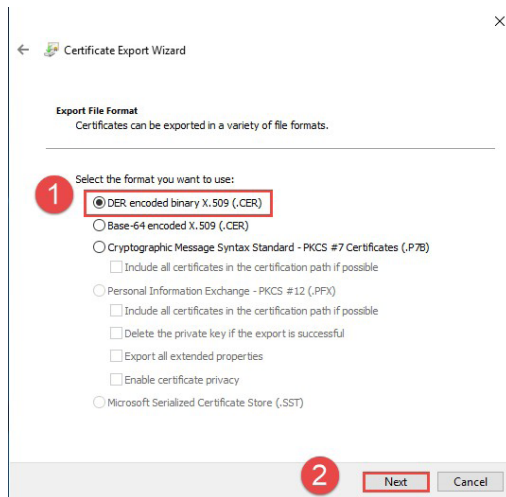 Certificate Export Wizard
Export File Format
Certificates can be exported in a variety of file formats.
Select the format you want to use:
1
DER encoded binary X.509 (.CER)
Base-64 encoded X.509 (.CER)
Cryptographic Message Syntax Standard - PKCS #7 Certificates (.P7B)
Include all certificates in the certification path if possible
Personal Information Exchange - PKCS #12 (.PFX)
Include all certificates in the certification path if possible
Delete the private key if the export is successful
Export all extended properties
Enable certificate privacy
Microsoft Serialized Certificate Store (.SST)
2 Next Cancel